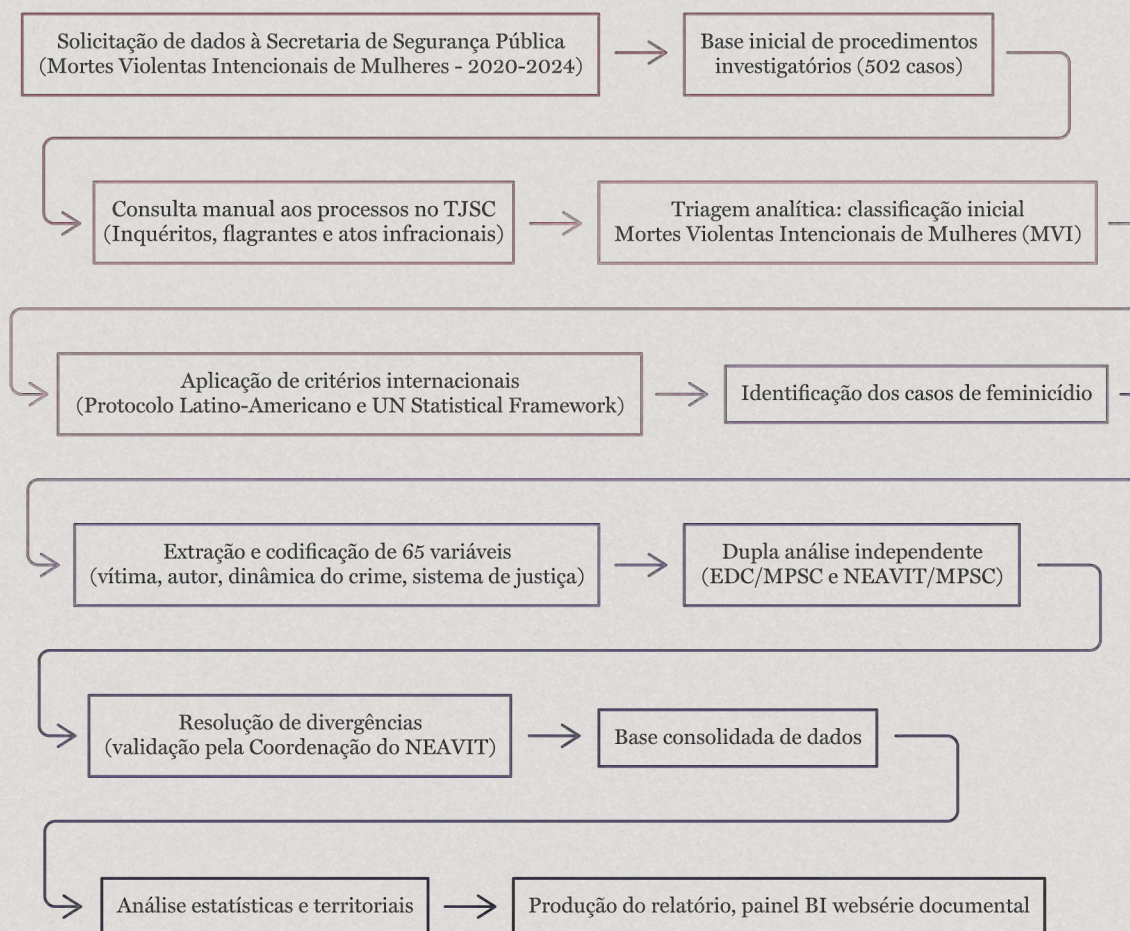 Solicitação de dados à Secretaria de Segurança Pública
(Mortes Violentas Intencionais de Mulheres - 2020-2024)
Base inicial de procedimentos
investigatórios (502 casos)
Consulta manual aos processos no TJSC
(Inquéritos, flagrantes e atos infracionais)
Triagem analítica: classificação inicial
Mortes Violentas Intencionais de Mulheres (MVI)
Aplicação de critérios internacionais
(Protocolo Latino-Americano e UN Statistical Framework)
Identificação dos casos de feminicídio
Extração e codificação de 65 variáveis
(vítima, autor, dinâmica do crime, sistema de justiça)
Dupla análise independente
(EDC/MPSC e NEAVIT/MPSC)
Resolução de divergências
(validação pela Coordenação do NEAVIT)
Base consolidada de dados
Análise estatísticas e territoriais
Produção do relatório, painel BI websérie documental